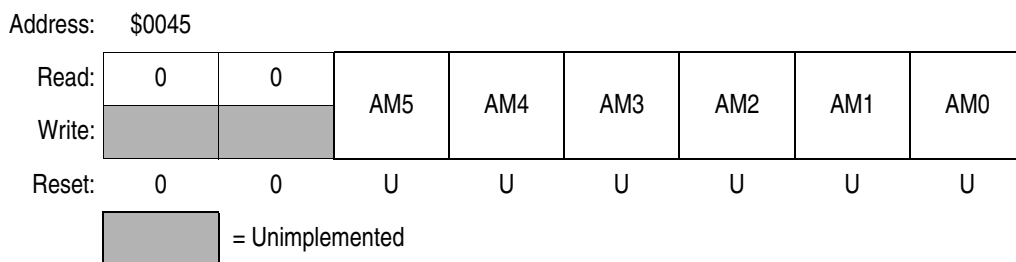 Address: $0045
Read: 0 0 AM5 AM4 AM3 AM2 AM1 AM0
Write:
Reset: 0 0 U U U U U U
= Unimplemented